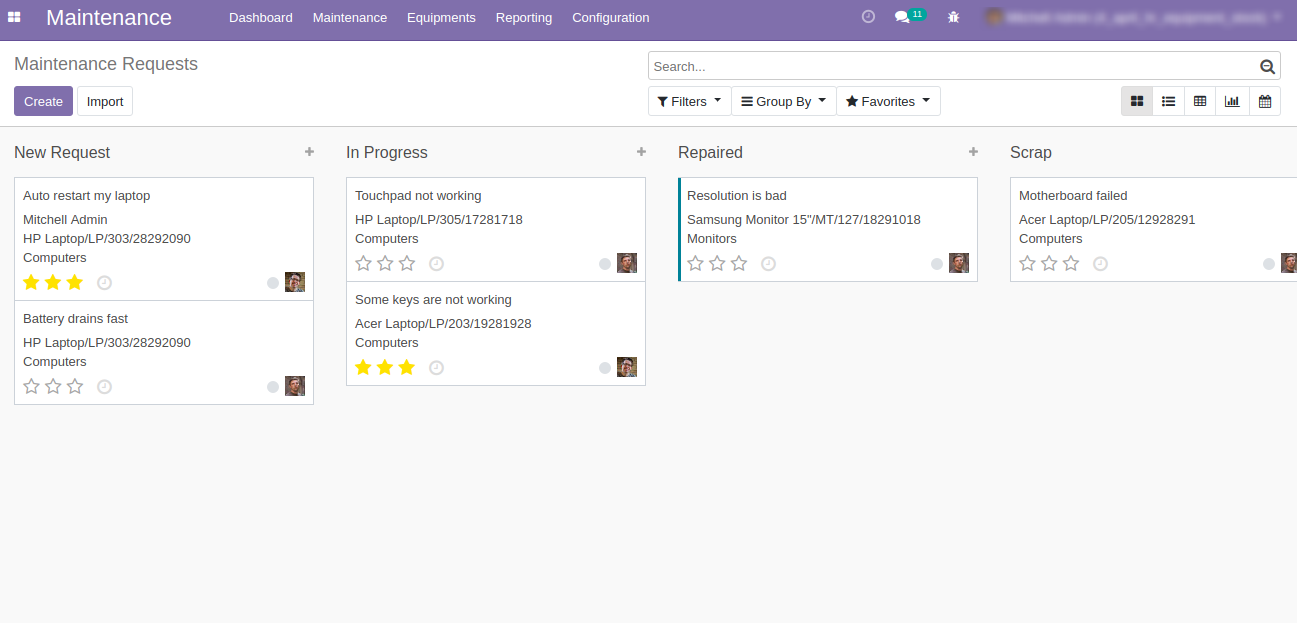 Maintenance
Dashboard
Maintenance
Equipments
Reporting
Configuration
11
Maintenance Requests
Search...
Create
Import
Filters
Group By
Favorites
New Request
Auto restart my laptop
Mitchell Admin
HP Laptop/LP/303/28292090
Computers
Battery drains fast
HP Laptop/LP/303/28292090
Computers
In Progress
Touchpad not working
HP Laptop/LP/305/17281718
Computers
Some keys are not working
Acer Laptop/LP/203/19281928
Computers
Repaired
Resolution is bad
Samsung Monitor 15"/MT/127/18291018
Monitors
Scrap
Motherboard failed
Acer Laptop/LP/205/12928291
Computers